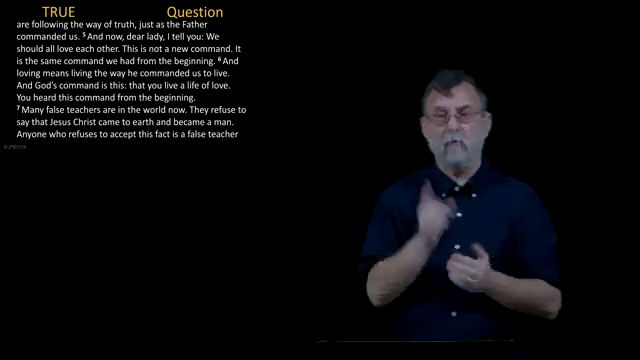 TRUE Question
are following the way of truth, just as the Father
commanded us. 5 And now, dear lady, I tell you: We
should all love each other. This is not a new command. It
is the same command we had from the beginning. 6 And
loving means living the way he commanded us to live.
And God's command is this: that you live a life of love.
You heard this command from the beginning.
7 Many false teachers are in the world now. They refuse to
say that Jesus Christ came to earth and became a man.
Anyone who refuses to accept this fact is a false teacher